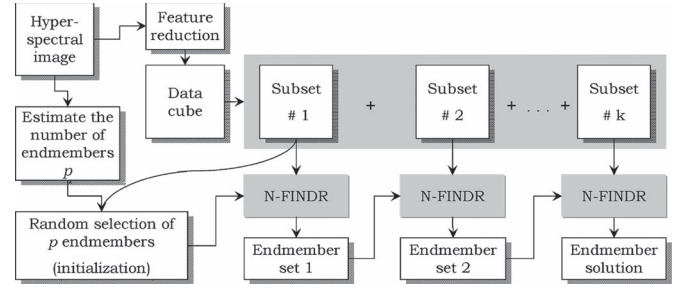 Hyper-
spectral
image
Feature
reduction
Data
cube
Subset
# 1
+
Subset
# 2
+ . . . +
Subset
# k
Estimate the
number of
endmembers
p
Random selection of
p endmembers
(initialization)
N-FINDR
N-FINDR
N-FINDR
Endmember
set 1
Endmember
set 2
Endmember
solution